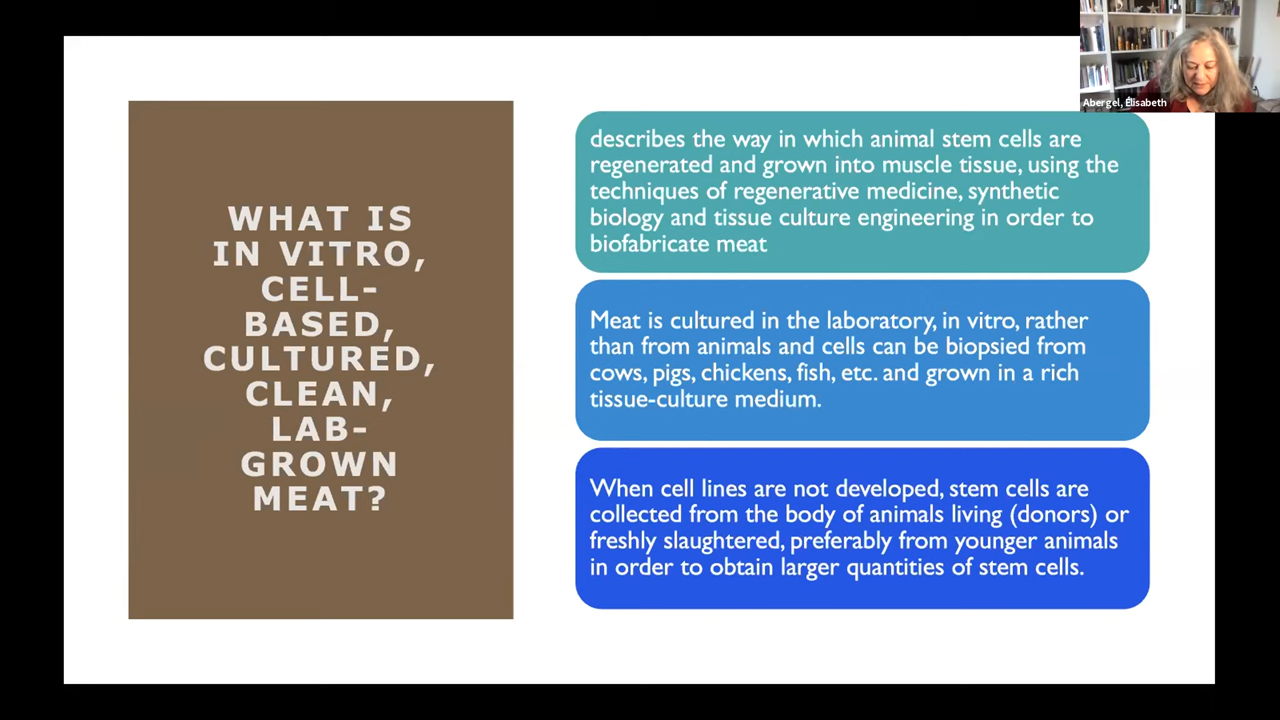 Abergel, Élisabeth
WHAT IS
IN VITRO,
CELL-
BASED,
CULTURED,
CLEAN,
LAB-
GROWN
MEAT?
describes the way in which animal stem cells are
regenerated and grown into muscle tissue, using the
techniques of regenerative medicine, synthetic
biology and tissue culture engineering in order to
biofabricate meat
Meat is cultured in the laboratory, in vitro, rather
than from animals and cells can be biopsied from
cows, pigs, chickens, fish, etc. and grown in a rich
tissue-culture medium.
When cell lines are not developed, stem cells are
collected from the body of animals living (donors) or
freshly slaughtered, preferably from younger animals
in order to obtain larger quantities of stem cells.